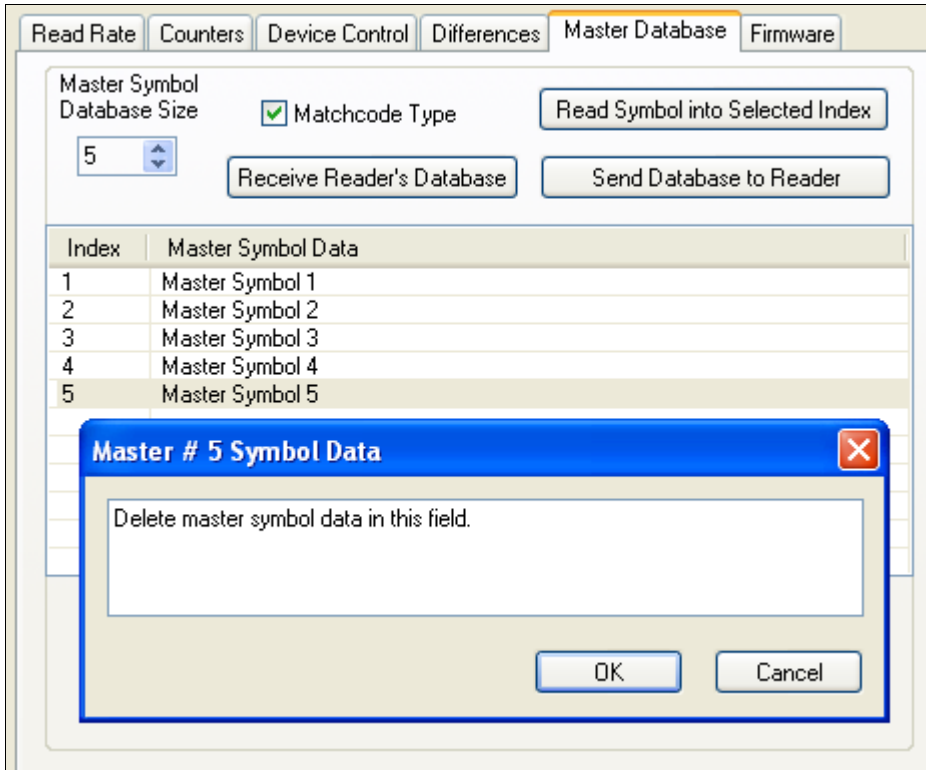 Read Rate Counters Device Control Differences Master Database Firmware
Master Symbol
Database Size
Matchcode Type
Read Symbol into Selected Index
5
Receive Reader's Database
Send Database to Reader
Index Master Symbol Data
1 Master Symbol 1
2 Master Symbol 2
3 Master Symbol 3
4 Master Symbol 4
5 Master Symbol 5
Master # 5 Symbol Data
Delete master symbol data in this field.
OK Cancel